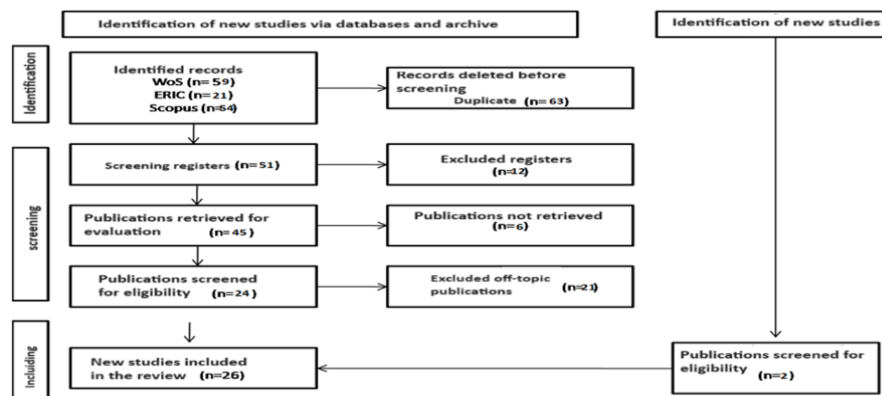 Identification of new studies via databases and archive
Identification of new studies
Identification
Identified records
WoS (n= 59)
ERIC (n= 21)
Scopus (n=64)
Records deleted before
screening
Duplicate (n= 63)
screening
Screening registers (n=51)
Excluded registers
(n=12)
Publications retrieved for
evaluation (n= 45)
Publications not retrieved
(n=6)
Publications screened
for eligibility (n=24)
Excluded off-topic
publications (n=21)
Incluiding
New studies included
in the review (n=26)
Publications screened for
eligibility (n=2)